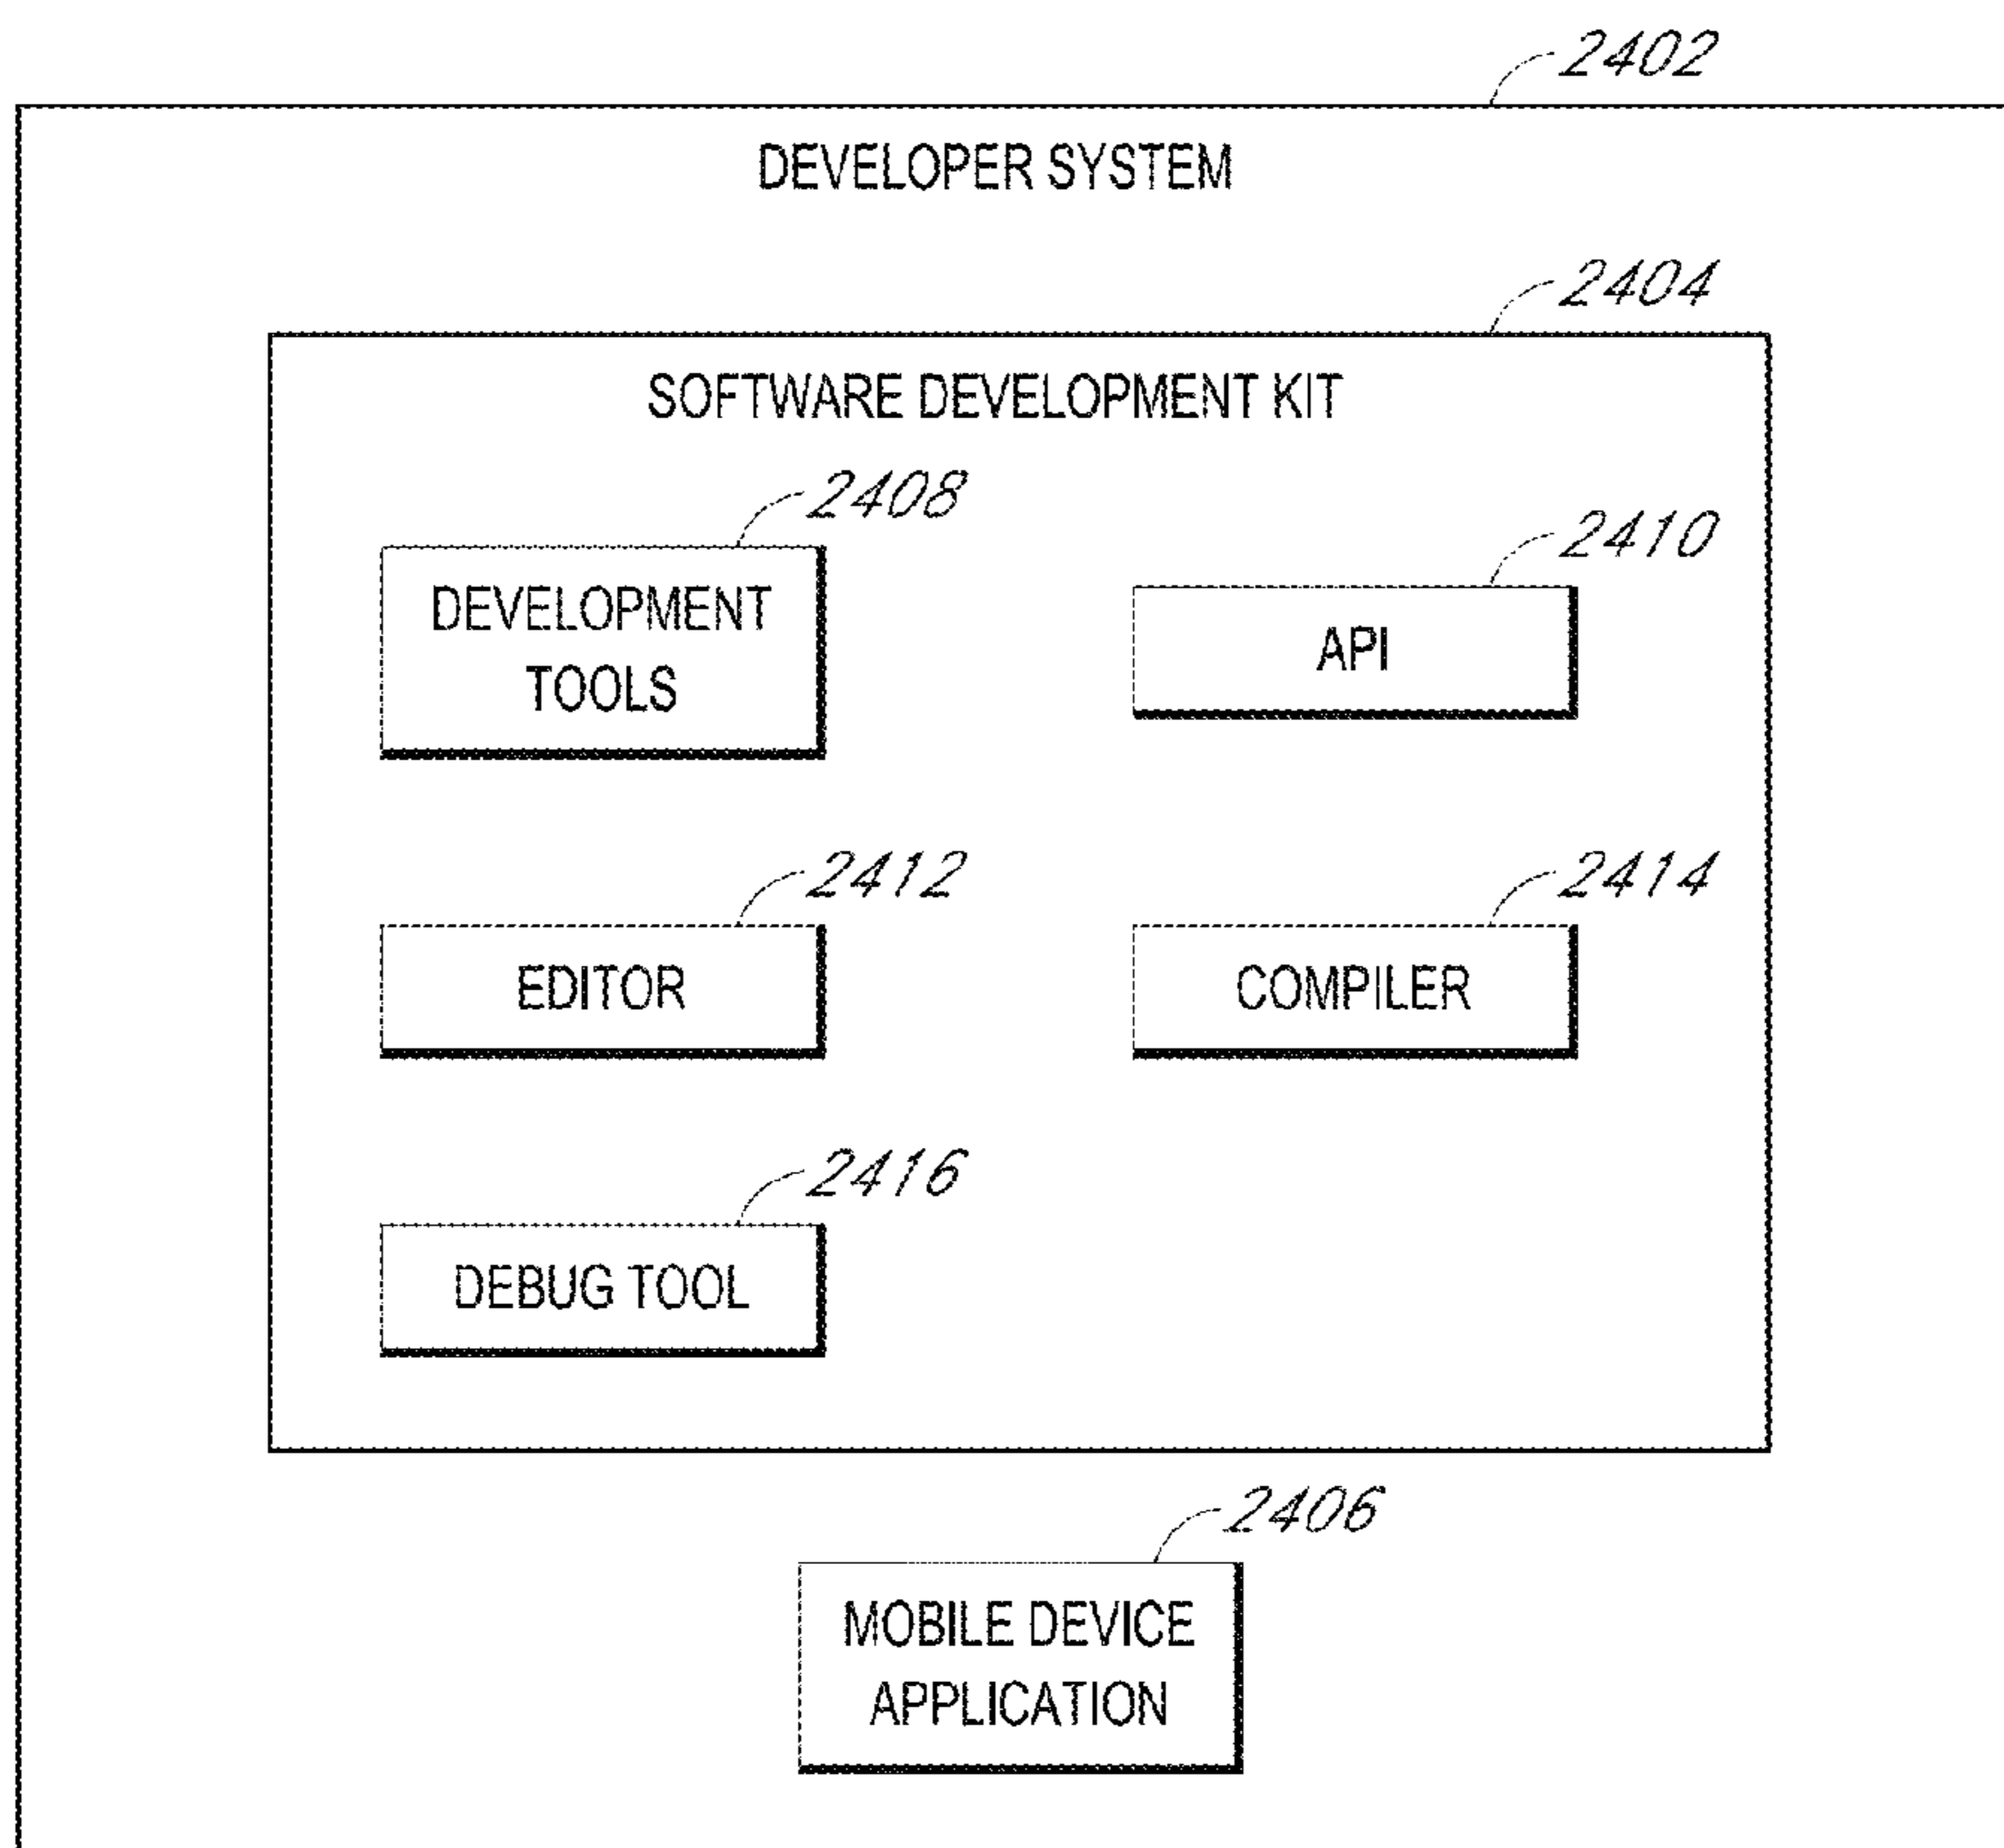 2402
DEVELOPER SYSTEM
2404
SOFTWARE DEVELOPMENT KIT
2408
DEVELOPMENT
TOOLS
2410
API
2412
EDITOR
2414
COMPILER
2416
DEBUG TOOL
2406
MOBILE DEVICE
APPLICATION